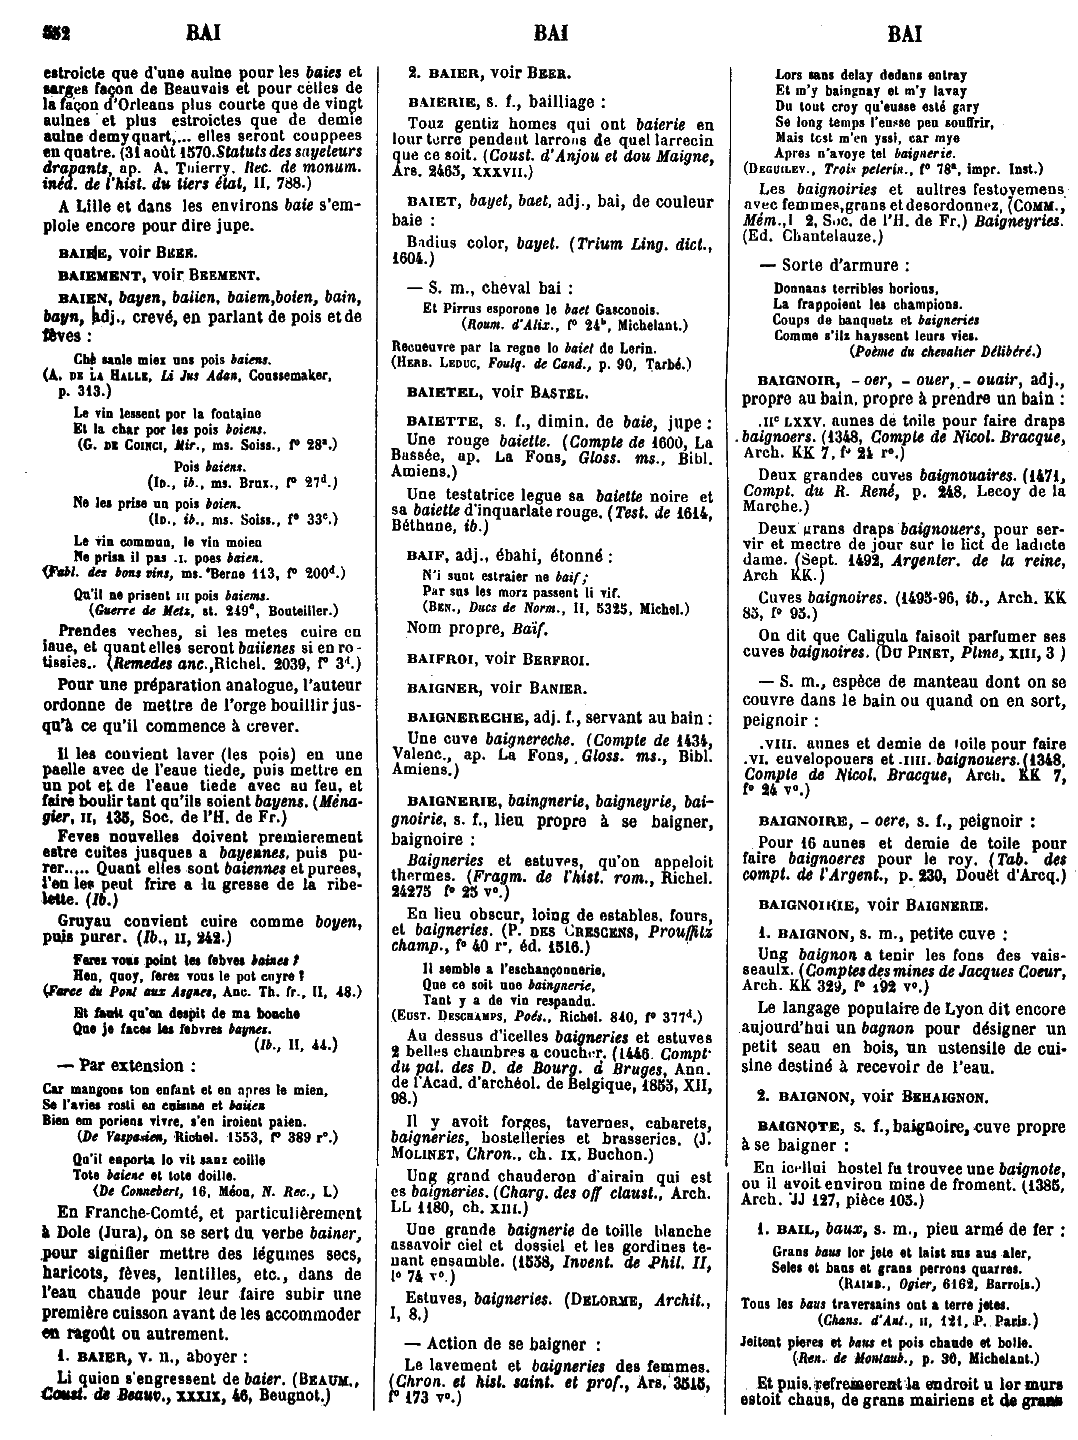 552 BAI BAI BAI
estroicte que d'une aulne pour les baies et
sarges façon de Beauvais et pour celles de
la façon d'Orleans plus courte que de vingt
aulnes et plus estroictes que de demie
aulne demy quart,... elles seront couppees
en quatre. (31 août 1570. Statuts des sayeteurs
drapants, ap. A. Thierry, Rec. de monum.
inéd. de l'hist. du tiers état, II, 788.)
A Lille et dans les environs baie s'em-
ploie encore pour dire jupe.
BAIEE, voir BEER.
BAIEMENT, voir BEEMENT.
BAIEN, bayen, baiien, baiem, boien, bain,
bayn, adj., crevé, en parlant de pois et de
fèves :
Chè sanle miex uns pois baiens.
(A. DE LA HALLE, Li Jus Adan, Coussemaker,
p. 313.)
Le vin lessent por la fontaine
Et la char por les pois boiens.
(G. DE COINCI, Mir., ms. Soiss., f° 28ª.)
Pois baiens.
(ID., ib., ms. Brux., f° 27d.)
Ne les prise un pois boien.
(ID., ib., ms. Soiss., f° 33c.)
Le vin commun, le vin moien
Ne prisa il pas .I. poes baien.
(Fabl. des bons vins, ms. Berne 113, f° 200d.)
Qu'il ne prisent III pois baiems.
(Guerre de Metz, st. 249ª, Bouteiller.)
Prendes veches, si les metes cuire en
iaue, et quant elles seront baiienes si en ro-
tissies.. (Remedes anc., Richel. 2039, f° 3d.)
Pour une préparation analogue, l'auteur
ordonne de mettre de l'orge bouillir jus-
qu'à ce qu'il commence à crever.
Il les convient laver (les pois) en une
paelle avec de l'eaue tiede, puis mettre en
un pot et de l'eaue tiede avec au feu, et
faire boulir tant qu'ils soient bayens. (Ména-
gier, II, 135, Soc. de l'H. de Fr.)
Feves nouvelles doivent premierement
estre cuites jusques a bayennes, puis pu-
rer..... Quant elles sont baiennes et purees,
l'en les peut frire a la gresse de la ribe-
lette. (Ib.)
Gruyau convient cuire comme boyen,
puis purer. (Ib., II, 242.)
Ferez vous point les febves baines ?
Hen, quoy, ferez vous le pot cuyre ?
(Farce du Pont aux Asgnes, Anc. Th. fr., II, 48.)
Et fault qu'en despit de ma bouche
Que je faces les febvres baynes.
(Ib., II, 44.)
— Par extension :
Car mangons ton enfant et en apres le mien,
Se l'avies rosti en cuisine et baiien
Bien em poriens vivre, s'en iroient paien.
(De Vaspasien, Richel. 1553, f° 389 r°.)
Qu'il enporta lo vit sanz coille
Tote baiene et tote doille.
(De Connebert, 16, Méon, N. Rec., I.)
En Franche-Comté, et particulièrement
à Dole (Jura), on se sert du verbe bainer,
pour signifier mettre des légumes secs,
haricots, fèves, lentilles, etc., dans de
l'eau chaude pour leur faire subir une
première cuisson avant de les accommoder
en ragoût ou autrement.
1. BAIER, v. n., aboyer :
Li quien s'engressent de baier. (BEAUM.,
Coust. de Beauv., XXXIX, 46, Beugnot.)
2. BAIER, voir BEER.
BAIERIE, s. f., bailliage :
Touz gentiz homes qui ont baierie en
lour terre pendent larrons de quel larrecin
que ce soit. (Coust. d'Anjou et dou Maigne,
Ars. 2465, XXXVII.)
BAIET, bayet, baet, adj., bai, de couleur
baie :
Badius color, bayet. (Trium Ling. dict.,
1604.)
— S. m., cheval bai :
Et Pirrus esporone le baet Gasconois.
(Roum. d'Alix., f° 24b, Michelant.)
Recueuvre par la regne lo baiet de Lerin.
(HERB. LEDUC, Foulq. de Cand., p. 90, Tarbé.)
BAIETEL, voir BASTEL.
BAIETTE, s. f., dimin. de baie, jupe :
Une rouge baiette. (Compte de 1600, La
Bassée, ap. La Fons, Gloss. ms., Bibl.
Amiens.)
Une testatrice legue sa baiette noire et
sa baiette d'inquarlate rouge. (Test. de 1614,
Béthune, ib.)
BAIF, adj., ébahi, étonné :
N'i sunt estraier ne baif ;
Par sus les morz passent li vif.
(BEN., Ducs de Norm., II, 5325, Michel.)
Nom propre, Baïf.
BAIFROI, voir BERFROI.
BAIGNER, voir BANIER.
BAIGNERECHE, adj. f., servant au bain :
Une cuve baignereche. (Compte de 1434,
Valenc., ap. La Fons, Gloss. ms., Bibl.
Amiens.)
BAIGNERIE, baingnerie, baigneyrie, bai-
gnoirie, s. f., lieu propre à se baigner,
baignoire :
Baigneries et estuves, qu'on appeloit
thermes. (Fragm. de l'hist. rom., Richel.
24275 f° 25 v°.)
En lieu obscur, loing de estables, fours,
et baigneries. (P. DES CRESCENS, Prouffitz
champ., f° 40 r°, éd. 1516.)
Il semble a l'eschançonnerie,
Que ce soit une baingnerie,
Tant y a de vin respandu.
(EUST. DESCHAMPS, Poés., Richel. 840, f° 377d.)
Au dessus d'icelles baigneries et estuves
2 belles chambres a coucher. (1446. Compt.
du pal. des D. de Bourg. à Bruges, Ann.
de l'Acad. d'archéol. de Belgique, 1853, XII,
98.)
Il y avoit forges, tavernes, cabarets,
baigneries, hostelleries et brasseries. (J.
MOLINET, Chron., ch. IX, Buchon.)
Ung grand chauderon d'airain qui est
es baigneries. (Charg. des off claust., Arch.
LL 1180, ch. XIII.)
Une grande baignerie de toille blanche
assavoir ciel et dossiel et les gordines te-
nant ensamble. (1558, Invent. de Phil. II,
f° 74 v°.)
Estuves, baigneries. (DELORME, Archit.,
I, 8.)
— Action de se baigner :
Le lavement et baigneries des femmes.
(Chron. et hist. saint. et prof., Ars. 3515,
f° 173 v°.)
Lors sans delay dedans entray
Et m'y baingnay et m'y lavay
Du tout croy qu'eusse esté gary
Se long temps l'eusse peu souffrir,
Mais tost m'en yssi, car mye
Apres n'avoye tel baignerie.
(DEGUILEV., Trois pelerin., f° 78ª, impr. Inst.)
Les baignoiries et aultres festoyemens
avec femmes, grans et desordonnez, (COMM.,
Mém., I 2, Soc. de l'H. de Fr.) Baigneyries.
(Ed. Chantelauze.)
— Sorte d'armure :
Donnans terribles horions,
La frappoient les champions.
Coups de banquetz et baigneries
Comme s'ilz hayssent leurs vies.
(Poème du chevalier Délibéré.)
BAIGNOIR, - oer, - ouer, - ouair, adj.,
propre au bain, propre à prendre un bain :
.IIc LXXV. aunes de toile pour faire draps
baignoers. (1348, Compte de Nicol. Bracque,
Arch. KK 7, f° 21 r°.)
Deux grandes cuves baignouaires. (1471,
Compt. du R. René, p. 248, Lecoy de la
Marche.)
Deux grans draps baignouers, pour ser-
vir et mectre de jour sur le lict de ladicte
dame. (Sept. 1492, Argenter. de la reine,
Arch KK.)
Cuves baignoires. (1495-96, ib., Arch. KK
85, f° 95.)
On dit que Caligula faisoit parfumer ses
cuves baignoires. (DU PINET, Pline, XIII, 3 )
— S. m., espèce de manteau dont on se
couvre dans le bain ou quand on en sort,
peignoir :
.VIII. aunes et demie de toile pour faire
.VI. euvelopouers et .IIII. baignouers. (1348,
Compte de Nicol. Bracque, Arch. KK 7,
f° 24 v°.)
BAIGNOIRE, - oere, s. f., peignoir :
Pour 16 aunes et demie de toile pour
faire baignoeres pour le roy. (Tab. des
compt. de l'Argent., p. 230, Douët d'Arcq.)
BAIGNOIRIE, voir BAIGNERIE.
1. BAIGNON, s. m., petite cuve :
Ung baignon a tenir les fons des vais-
seaulx. (Comptes des mines de Jacques Coeur,
Arch. KK 329, f° 192 v°.)
Le langage populaire de Lyon dit encore
aujourd'hui un bagnon pour désigner un
petit seau en bois, un ustensile de cui-
sine destiné à recevoir de l'eau.
2. BAIGNON, voir BEHAIGNON.
BAIGNOTE, s. f., baignoire, cuve propre
à se baigner :
En icellui hostel fu trouvee une baignote,
ou il avoit environ mine de froment. (1385,
Arch. JJ 127, pièce 105.)
1. BAIL, baux, s. m., pieu armé de fer :
Grans baus lor jete et laist sus aus aler,
Seles et bans et grans perrons quarres.
(RAIMB., Ogier, 6162, Barrois.)
Tous les baus traversains ont a terre jetes.
(Chans. d'Ant., II, 121, P. Paris.)
Jeitent pieres et baus et pois chaude et bolie.
(Ren. de Montaub., p. 36, Michelant.)
Et puis refremerent la endroit u lor murs
estoit chaus, de grans mairiens et de grans